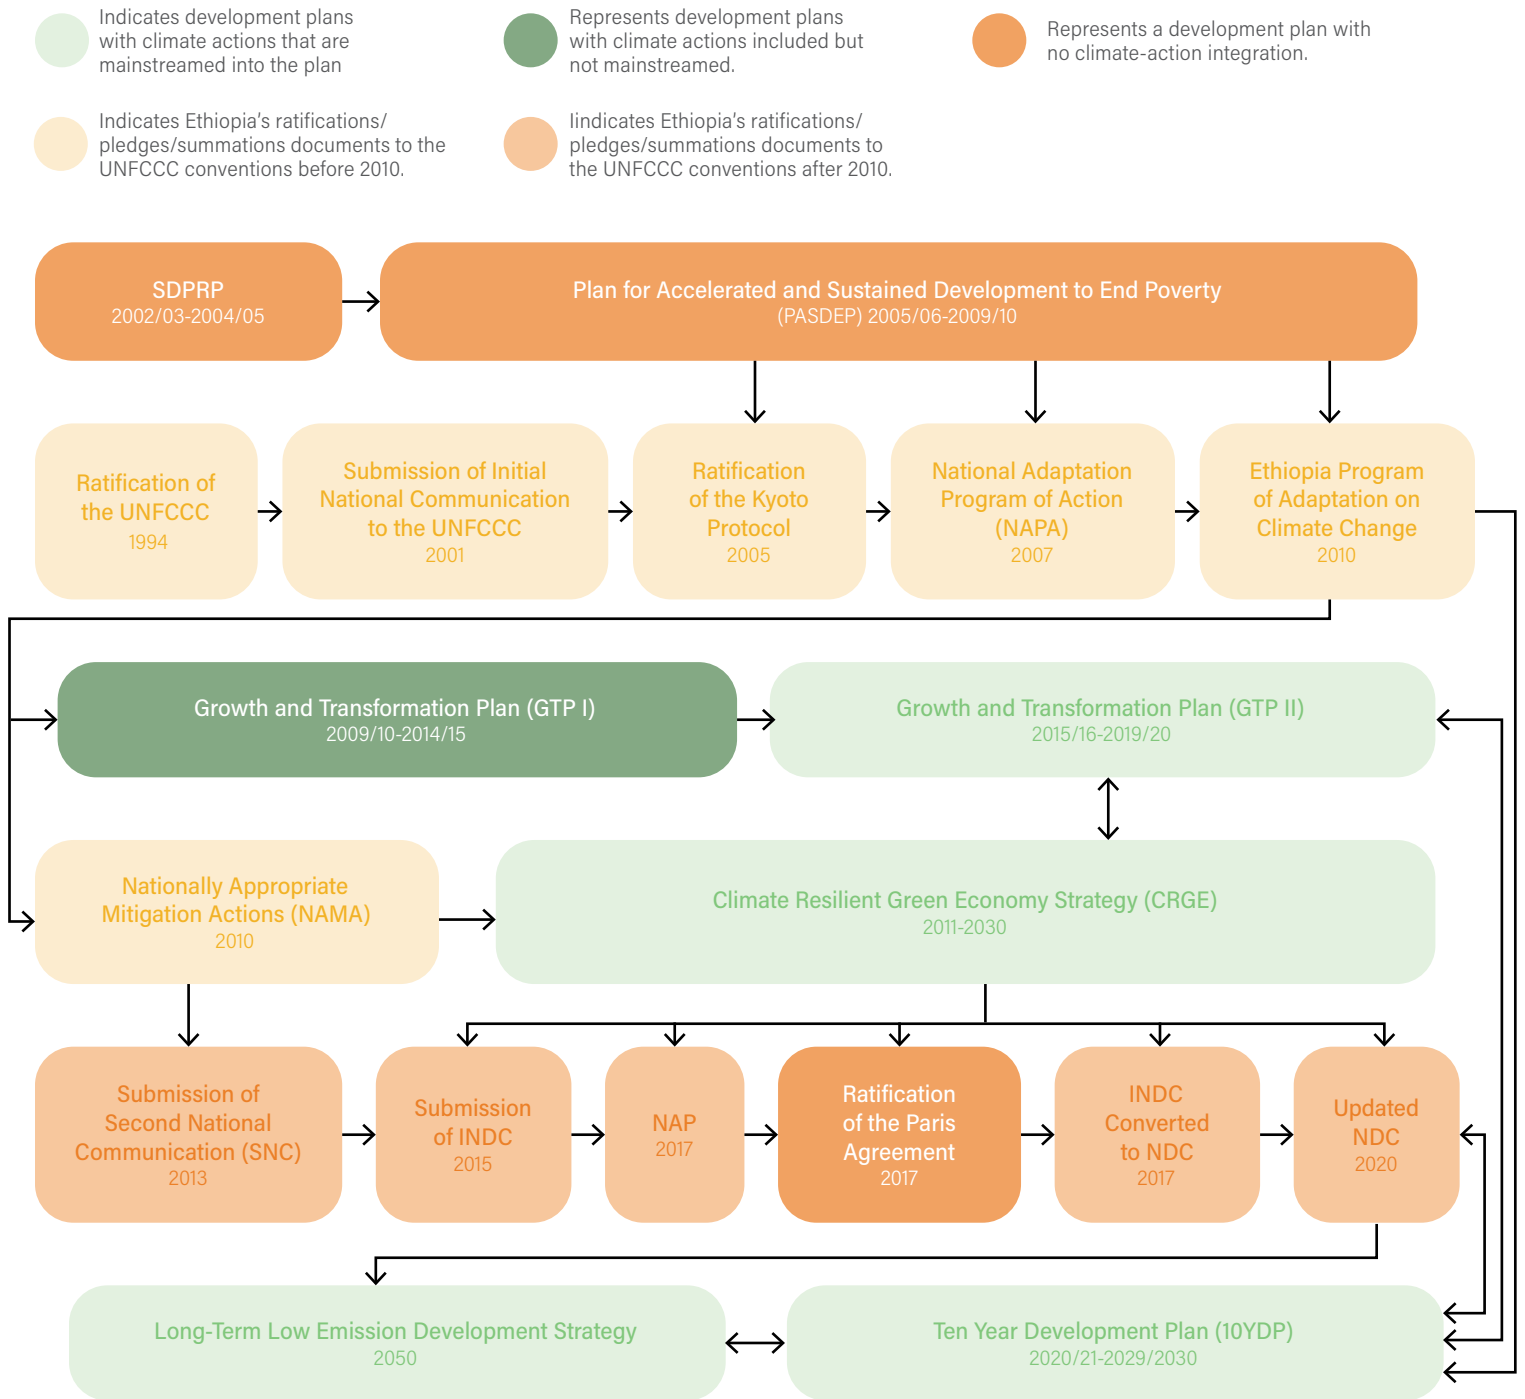 Indicates development plans
with climate actions that are
mainstreamed into the plan
Represents development plans
with climate actions included but
not mainstreamed.
Represents a development plan with
no climate-action integration.
Indicates Ethiopia's ratifications/
pledges/summations documents to the
UNFCCC conventions before 2010.
Iindicates Ethiopia's ratifications/
pledges/summations documents to
the UNFCCC conventions after 2010.
SDPRP
2002/03-2004/05
Plan for Accelerated and Sustained Development to End Poverty
(PASDEP) 2005/06-2009/10
Ratification of
the UNFCCC
1994
Submission of Initial
National Communication
to the UNFCCC
2001
Ratification
of the Kyoto
Protocol
2005
National Adaptation
Program of Action
(NAPA)
2007
Ethiopia Program
of Adaptation on
Climate Change
2010
Growth and Transformation Plan (GTP I)
2009/10-2014/15
Growth and Transformation Plan (GTP II)
2015/16-2019/20
Nationally Appropriate
Mitigation Actions (NAMA)
2010
Climate Resilient Green Economy Strategy (CRGE)
2011-2030
Submission of
Second National
Communication (SNC)
2013
Submission
of INDC
2015
NAP
2017
Ratification
of the Paris
Agreement
2017
INDC
Converted
to NDC
2017
Updated
NDC
2020
Long-Term Low Emission Development Strategy
2050
Ten Year Development Plan (10YDP)
2020/21-2029/2030